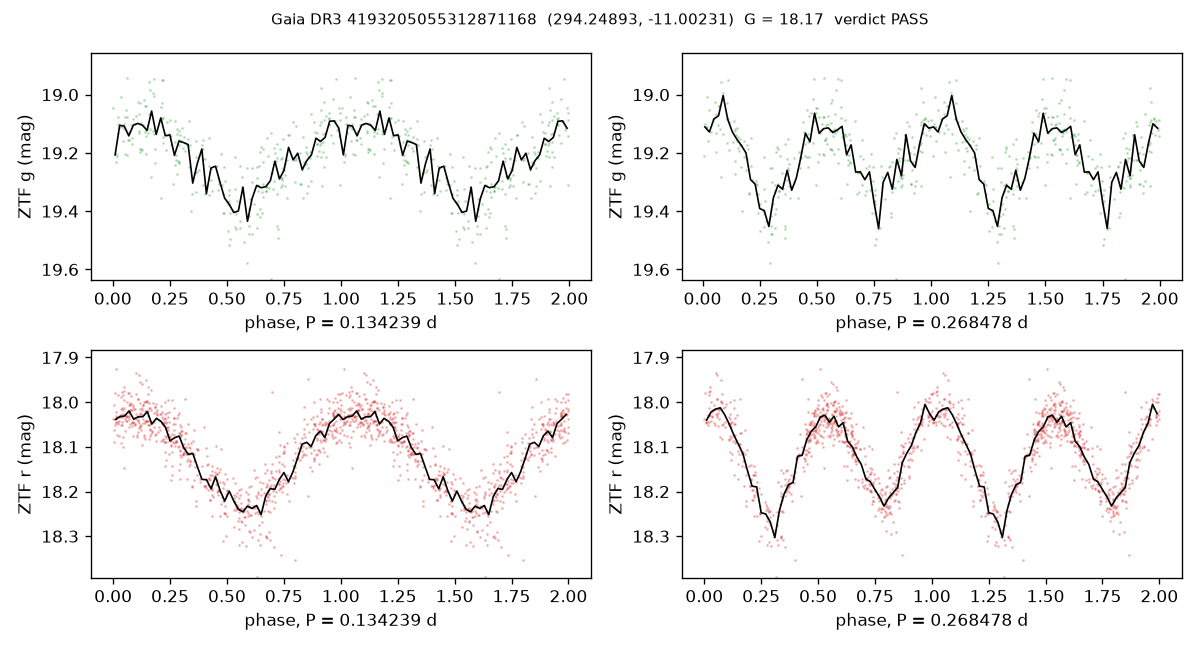 Gaia DR3 4193205055312871168 (294.24893, -11.00231) G = 18.17 verdict PASS
ZTF g (mag)
19.0
19.2
19.4
19.6
0.00 0.25 0.50 0.75 1.00 1.25 1.50 1.75 2.00
phase, P = 0.134239 d
ZTF g (mag)
19.0
19.2
19.4
19.6
0.00 0.25 0.50 0.75 1.00 1.25 1.50 1.75 2.00
phase, P = 0.268478 d
ZTF r (mag)
17.9
18.0
18.1
18.2
18.3
0.00 0.25 0.50 0.75 1.00 1.25 1.50 1.75 2.00
phase, P = 0.134239 d
ZTF r (mag)
17.9
18.0
18.1
18.2
18.3
0.00 0.25 0.50 0.75 1.00 1.25 1.50 1.75 2.00
phase, P = 0.268478 d